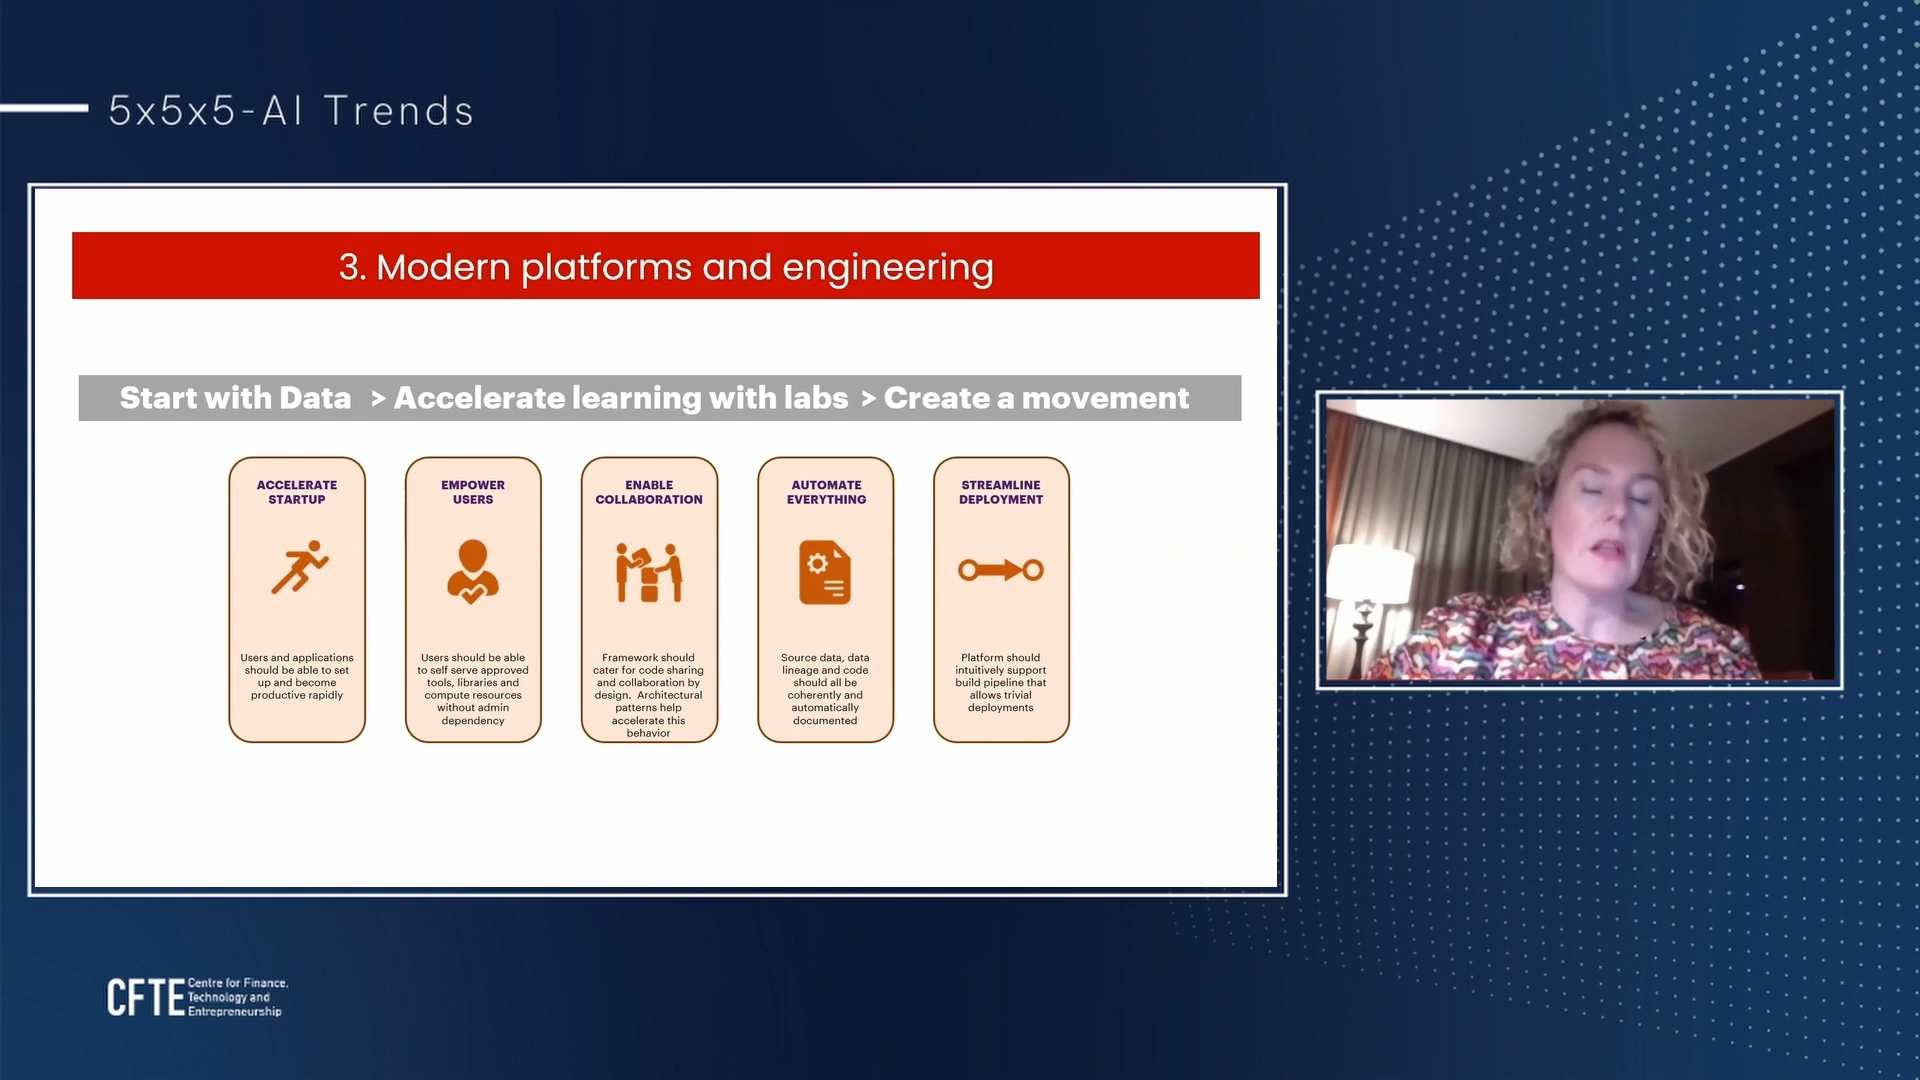 5x5x5-AI Trends
3. Modern platforms and engineering
Start with Data > Accelerate learning with labs > Create a movement
ACCELERATE
STARTUP
Users and applications
should be able to set
up and become
productive rapidly
EMPOWER
USERS
Users should be able
to self serve approved
tools, libraries and
compute resources
without admin
dependency
ENABLE
COLLABORATION
Framework should
cater for code sharing
and collaboration by
design. Architectural
patterns help
accelerate this
behavior
AUTOMATE
EVERYTHING
Source data, data
lineage and code
should all be
coherently and
automatically
documented
STREAMLINE
DEPLOYMENT
Platform should
intuitively support
build pipeline that
allows trivial
deployments
CFTE
Centre for Finance,
Technology and
Entrepreneurship